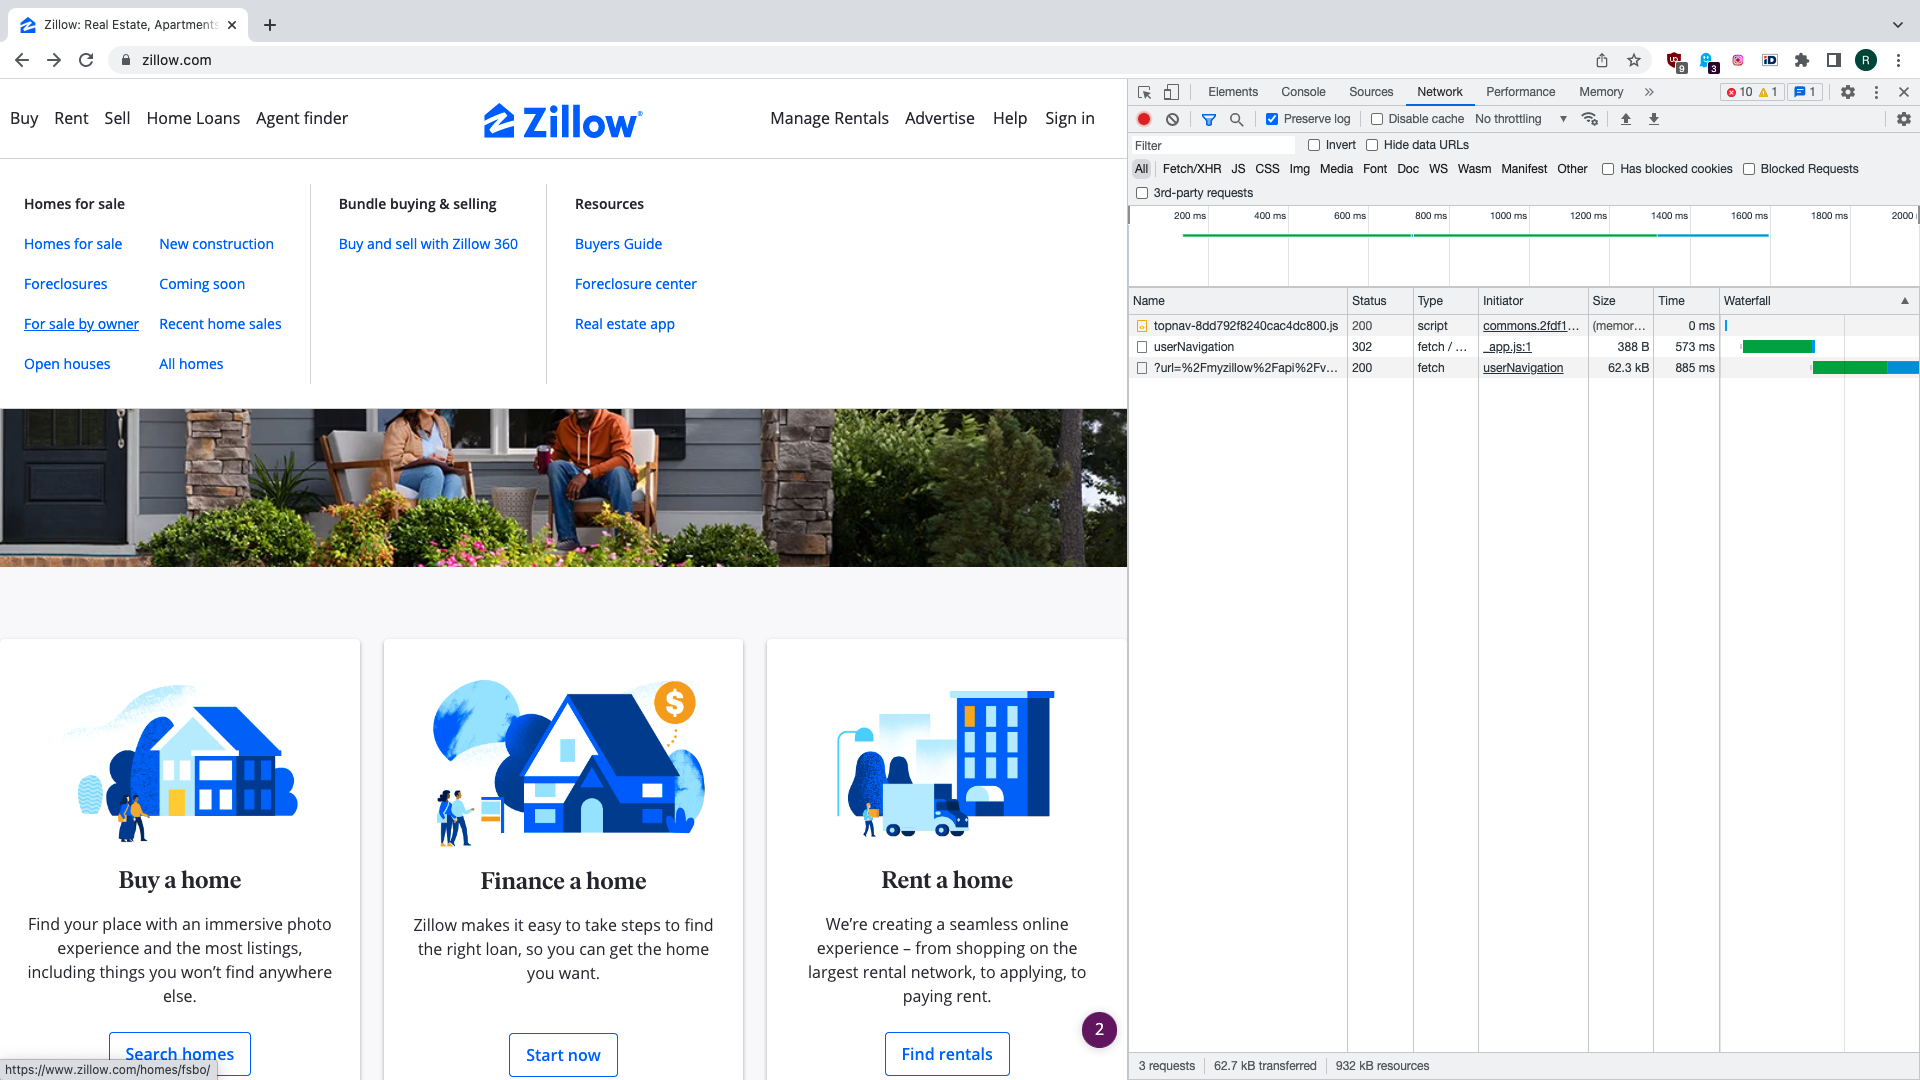 Zillow: Real Estate, Apartments
zillow.com
9
3
iD
R
Buy
Rent
Sell
Home Loans
Agent finder
Zillow
Manage Rentals
Advertise
Help
Sign in
Homes for sale
Homes for sale
New construction
Foreclosures
Coming soon
For sale by owner
Recent home sales
Open houses
All homes
Bundle buying & selling
Buy and sell with Zillow 360
Resources
Buyers Guide
Foreclosure center
Real estate app
$
Buy a home
Find your place with an immersive photo
experience and the most listings,
including things you won’t find anywhere
else.
Search homes
Finance a home
Zillow makes it easy to take steps to find
the right loan, so you can get the home
you want.
Start now
Rent a home
We’re creating a seamless online
experience – from shopping on the
largest rental network, to applying, to
paying rent.
Find rentals
2
https://www.zillow.com/homes/fsbo/
Elements
Console
Sources
Network
Performance
Memory
10
1
1
Preserve log
Disable cache
No throttling
Filter
Invert
Hide data URLs
All
Fetch/XHR
JS
CSS
Img
Media
Font
Doc
WS
Wasm
Manifest
Other
Has blocked cookies
Blocked Requests
3rd-party requests
200 ms
400 ms
600 ms
800 ms
1000 ms
1200 ms
1400 ms
1600 ms
1800 ms
2000
Name
Status
Type
Initiator
Size
Time
Waterfall
topnav-8dd792f8240cac4dc800.js
200
script
commons.2fdf1...
(memor...
0 ms
userNavigation
302
fetch / ...
_app.js:1
388 B
573 ms
?url=%2Fmyzillow%2Fapi%2Fv...
200
fetch
userNavigation
62.3 kB
885 ms
3 requests
62.7 kB transferred
932 kB resources